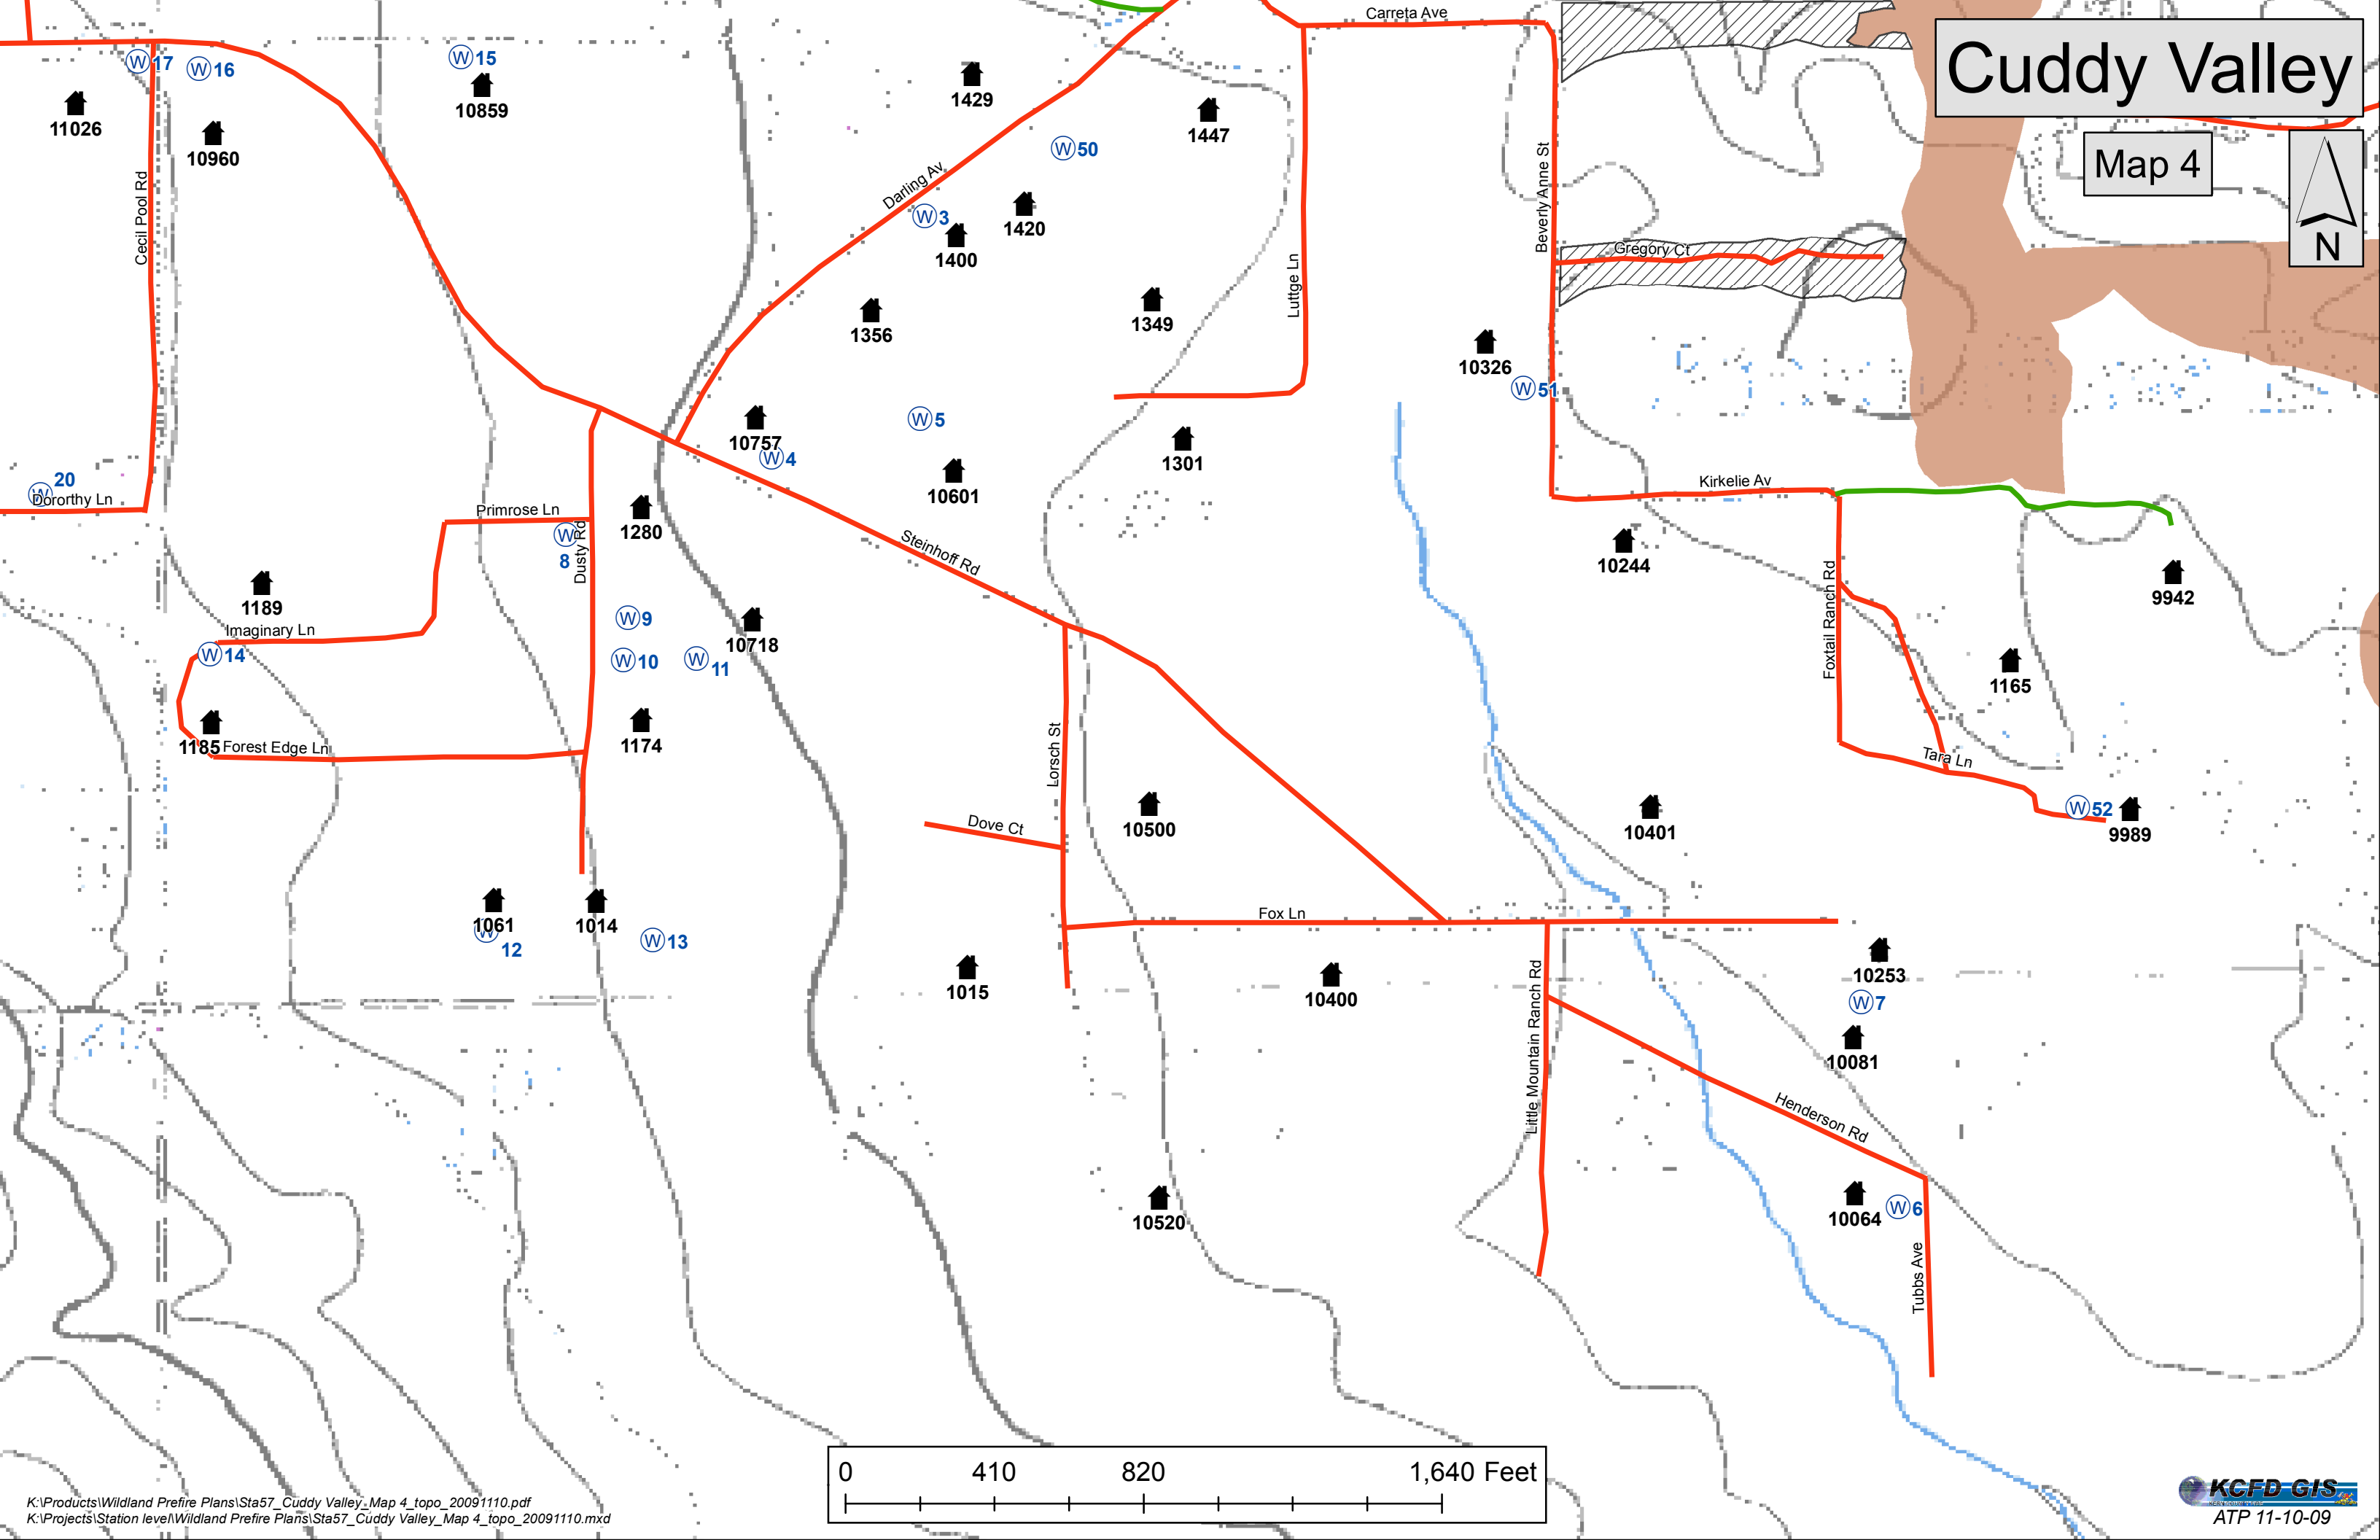 Carreta Ave
Cuddy Valley
Map 4
N
W 17
W 16
W 15
11026
10960
10859
1429
1447
W 50
Cecil Pool Rd
Darling Av
W 3
1420
1400
Beverly Anne St
Gregory Ct
Luttge Ln
1356
1349
10326
W 51
10757
W 4
W 5
1301
10601
W 20
Dororthy Ln
Primrose Ln
W 8
Dusty Rd
1280
Steinhoff Rd
Kirkelie Av
10244
Foxtail Ranch Rd
9942
1189
Imaginary Ln
W 14
W 9
W 10
W 11
10718
1165
1185
Forest Edge Ln
1174
Lorsch St
Tara Ln
W 52
9989
Dove Ct
10500
10401
1061
W 12
1014
W 13
Fox Ln
1015
10400
Little Mountain Ranch Rd
10253
W 7
10081
Henderson Rd
10520
10064
W 6
Tubbs Ave
0 410 820 1,640 Feet
K:\Products\Wildland Prefire Plans\Sta57_Cuddy Valley_Map 4_topo_20091110.pdf
K:\Projects\Station level\Wildland Prefire Plans\Sta57_Cuddy Valley_Map 4_topo_20091110.mxd
KCFD GIS
ATP 11-10-09